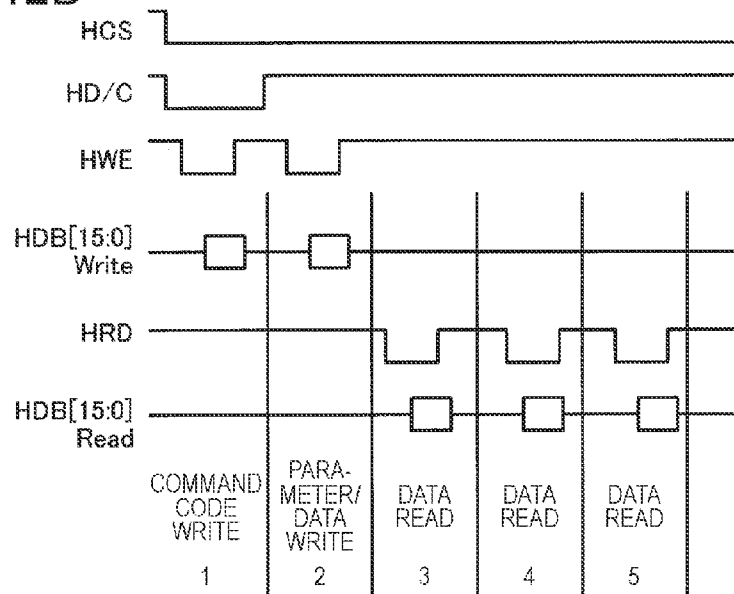 HCS
HD/C
HWE
HDB[15:0]
Write
HRD
HDB[15:0]
Read
COMMAND
CODE
WRITE
PARA-
METER/
DATA
WRITE
DATA
READ
DATA
READ
DATA
READ
1 2 3 4 5